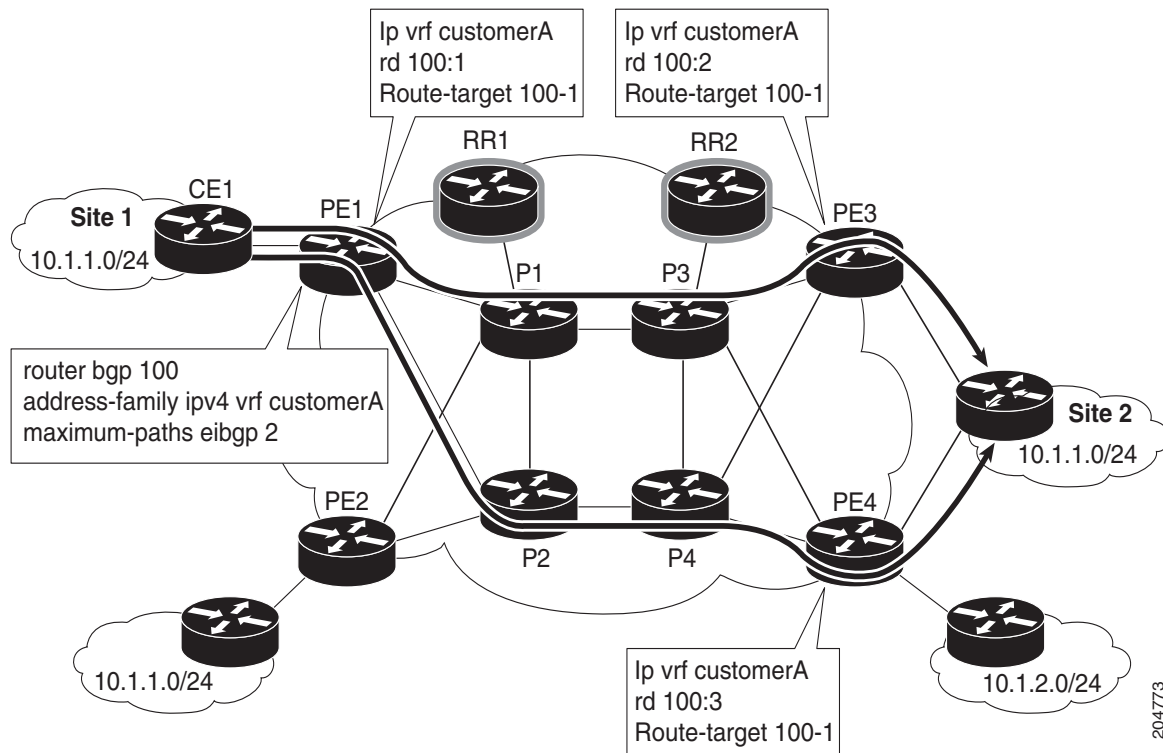 Ip vrf customerA
rd 100:1
Route-target 100-1
Ip vrf customerA
rd 100:2
Route-target 100-1
RR1
RR2
CE1
PE1
PE3
Site 1
10.1.1.0/24
P1
P3
router bgp 100
address-family ipv4 vrf customerA
maximum-paths eibgp 2
Site 2
10.1.1.0/24
PE2
PE4
P2
P4
10.1.1.0/24
Ip vrf customerA
rd 100:3
Route-target 100-1
10.1.2.0/24
204773